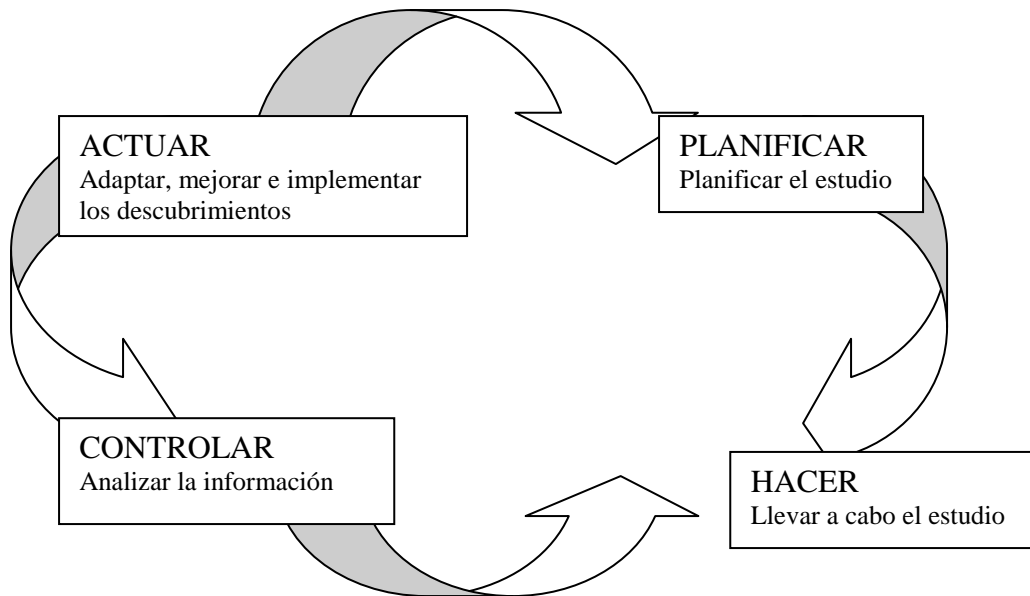 ACTUAR
Adaptar, mejorar e implementar
los descubrimientos
PLANIFICAR
Planificar el estudio
CONTROLAR
Analizar la información
HACER
Llevar a cabo el estudio